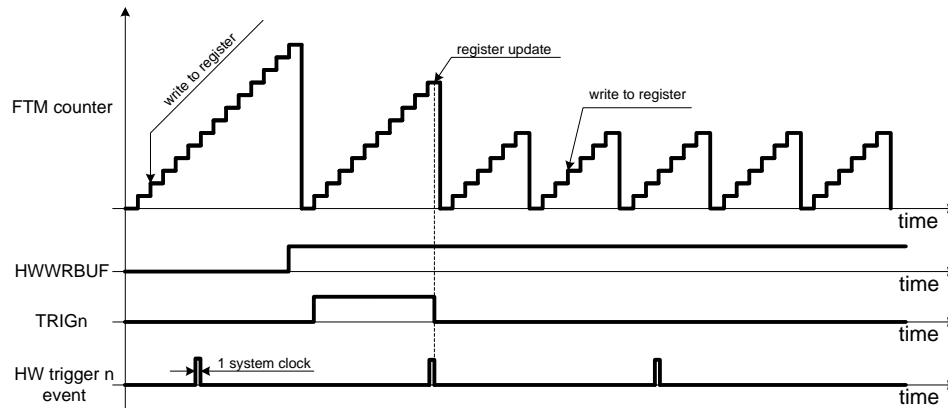 write to register
register update
write to register
FTM counter
time
HWWRBUF
time
TRIGn
time
1 system clock
HW trigger n
event
time